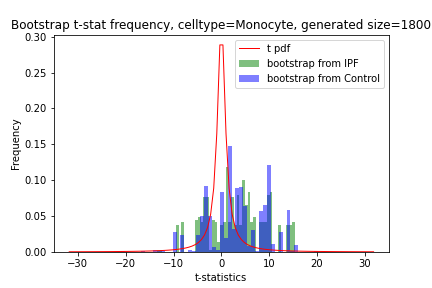 Bootstrap t-stat frequency, celltype=Monocyte, generated size=1800
0.30
0.25
0.20
0.15
0.10
0.05
0.00
Frequency
t pdf
bootstrap from IPF
bootstrap from Control
−30 −20 −10 0 10 20 30
t-statistics